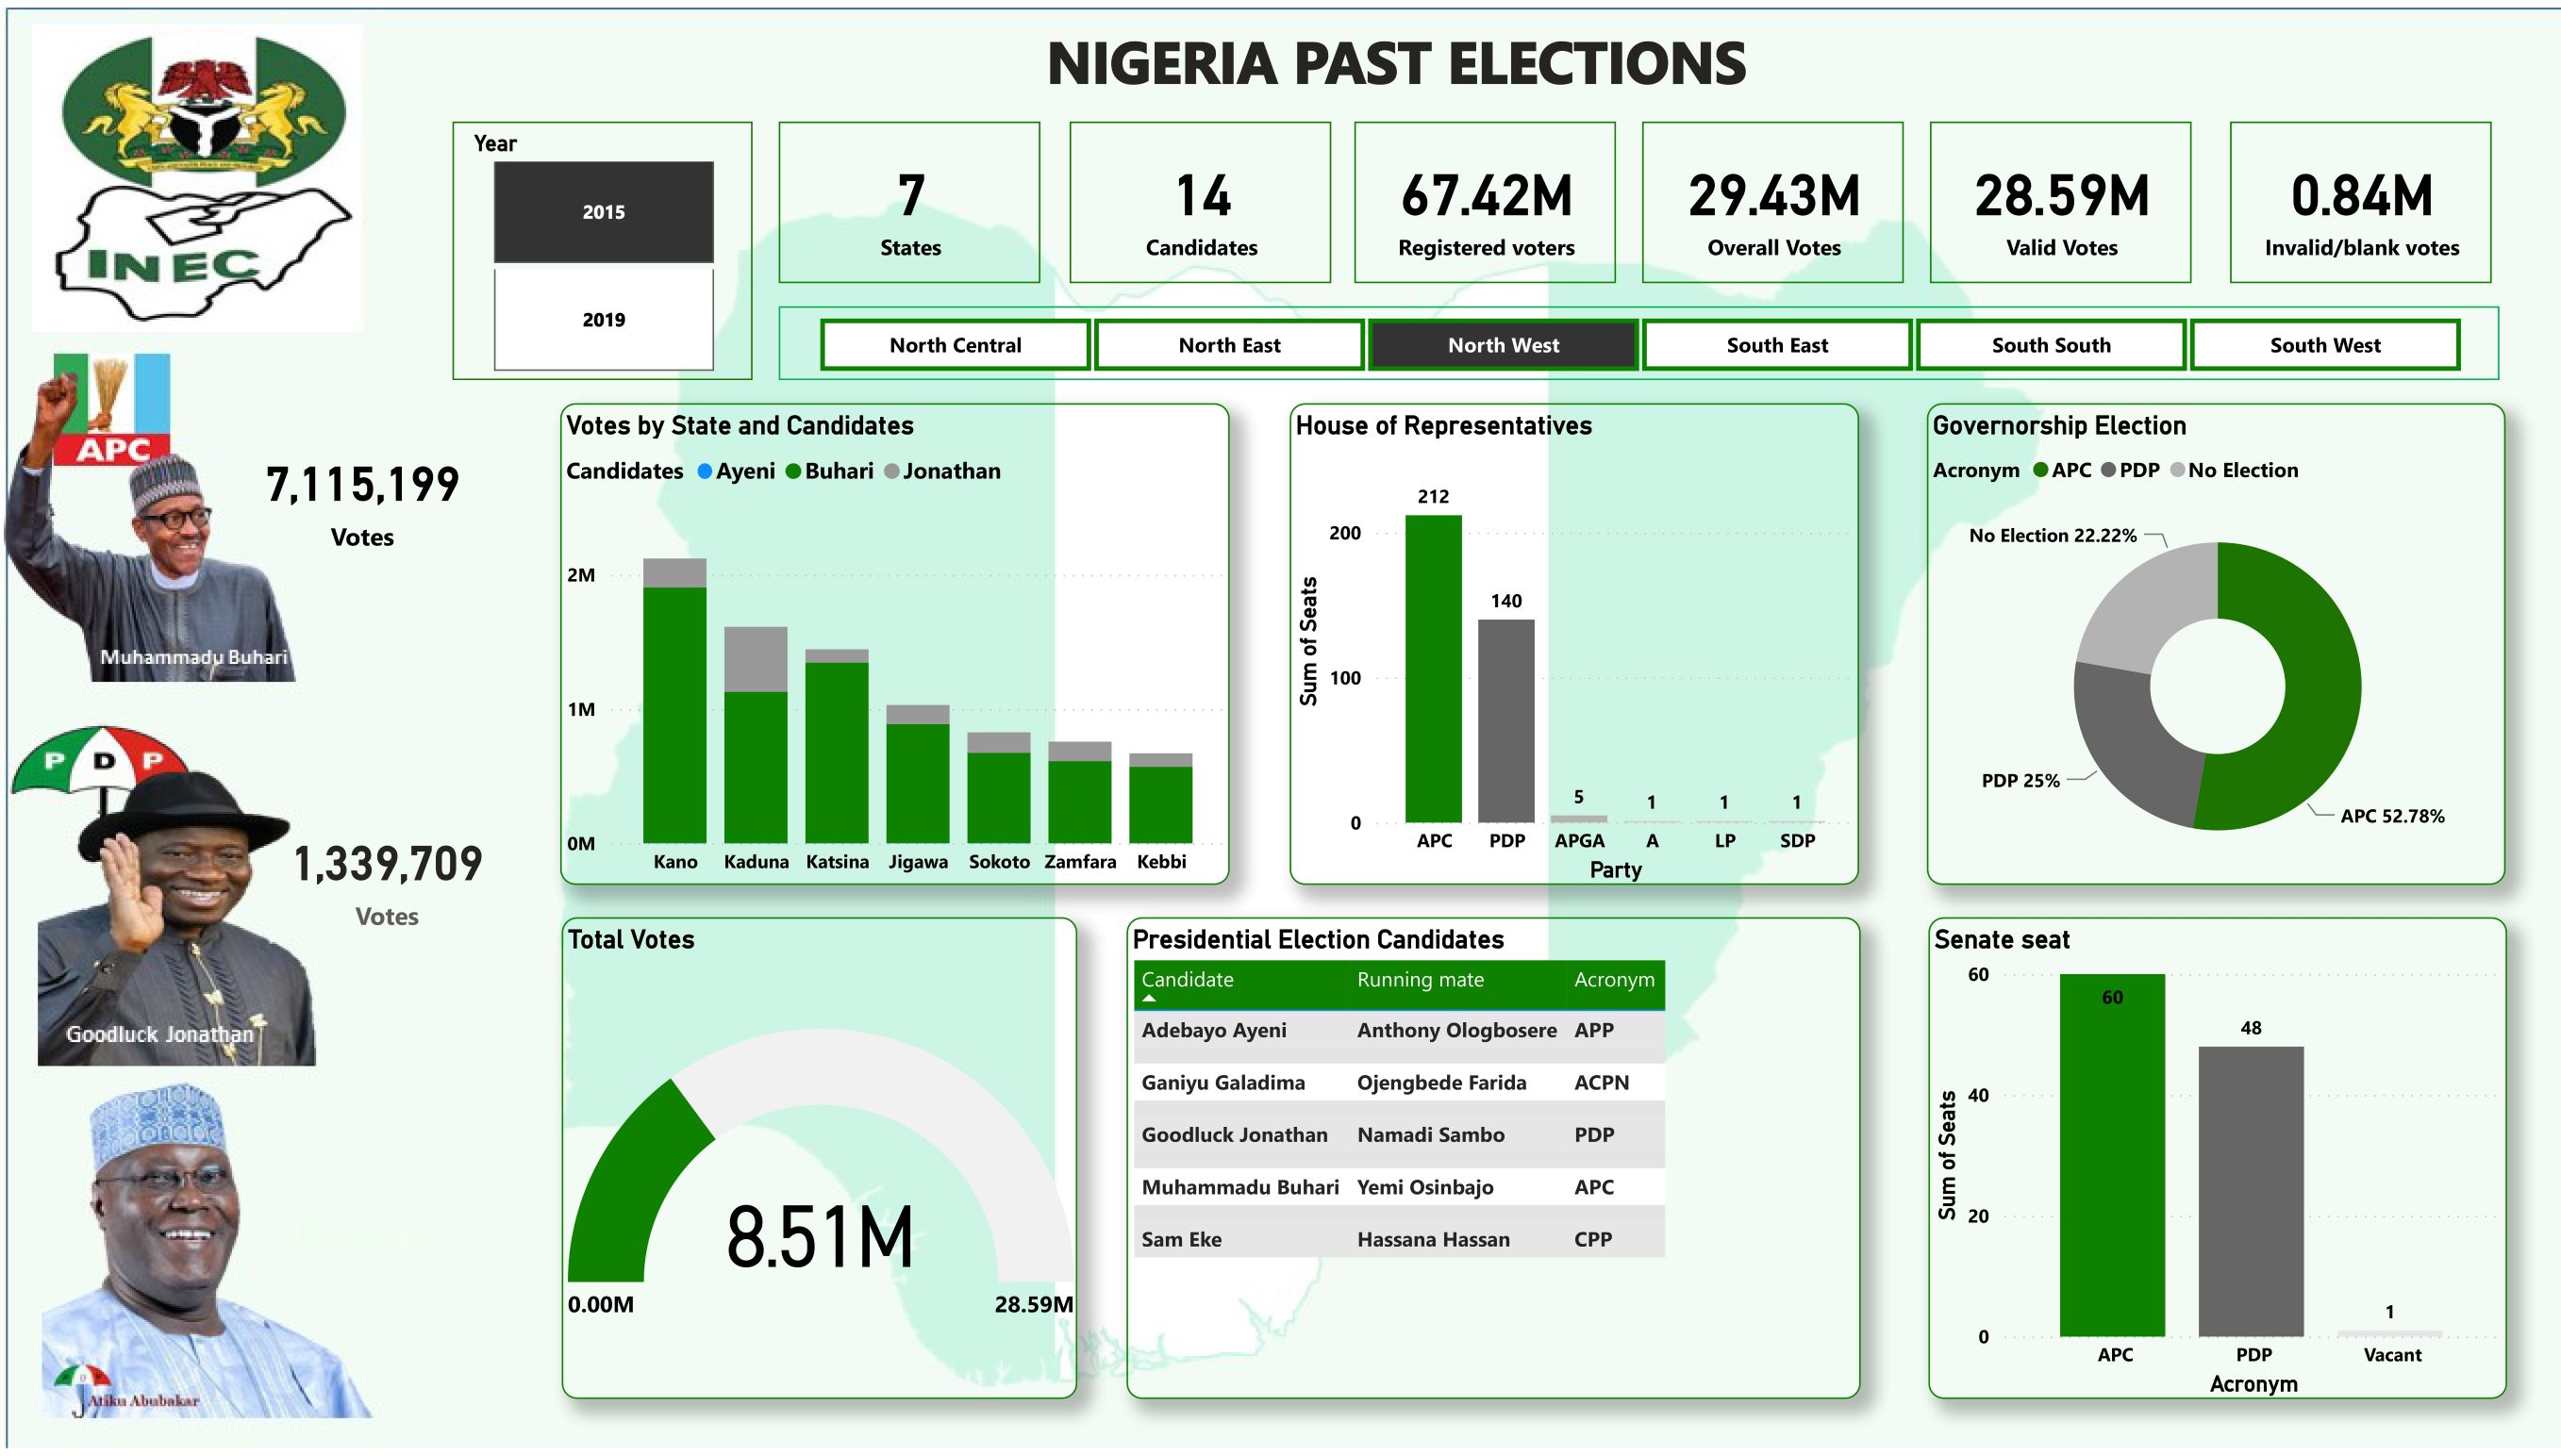 NIGERIA PAST ELECTIONS
INEC
Year
2015
2019
7
States
14
Candidates
67.42M
Registered voters
29.43M
Overall Votes
28.59M
Valid Votes
0.84M
Invalid/blank votes
North Central
North East
North West
South East
South South
South West
APC
7,115,199
Votes
Muhammadu Buhari
P D P
1,339,709
Votes
Goodluck Jonathan
Atiku Abubakar
Votes by State and Candidates
Candidates Ayeni Buhari Jonathan
2M
1M
0M
Kano Kaduna Katsina Jigawa Sokoto Zamfara Kebbi
House of Representatives
Sum of Seats
200
100
0
212
140
5
1
1
1
APC PDP APGA A LP SDP
Party
Governorship Election
Acronym APC PDP No Election
No Election 22.22%
PDP 25%
APC 52.78%
Total Votes
8.51M
0.00M
28.59M
Presidential Election Candidates
Candidate Running mate Acronym
Adebayo Ayeni Anthony Ologbosere APP
Ganiyu Galadima Ojengbede Farida ACPN
Goodluck Jonathan Namadi Sambo PDP
Muhammadu Buhari Yemi Osinbajo APC
Sam Eke Hassana Hassan CPP
Senate seat
Sum of Seats
60
40
20
0
60
48
1
APC PDP Vacant
Acronym